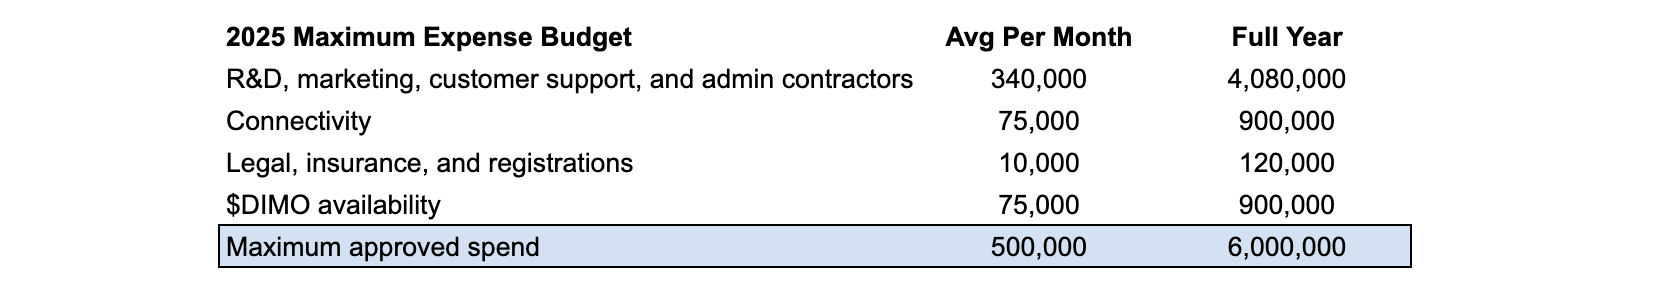 2025 Maximum Expense Budget Avg Per Month Full Year
R&D, marketing, customer support, and admin contractors 340,000 4,080,000
Connectivity 75,000 900,000
Legal, insurance, and registrations 10,000 120,000
$DIMO availability 75,000 900,000
Maximum approved spend 500,000 6,000,000